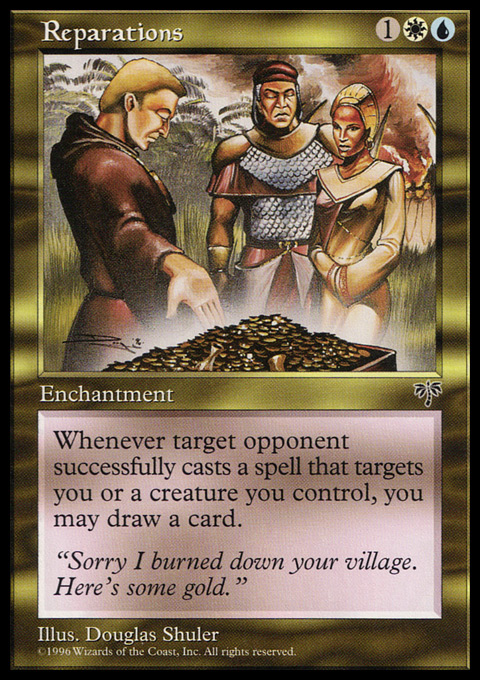 Reparations
1
Enchantment
Whenever target opponent
successfully casts a spell that targets
you or a creature you control, you
may draw a card.
“Sorry I burned down your village.
Here’s some gold.”
Illus. Douglas Shuler
©1996 Wizards of the Coast, Inc. All rights reserved.